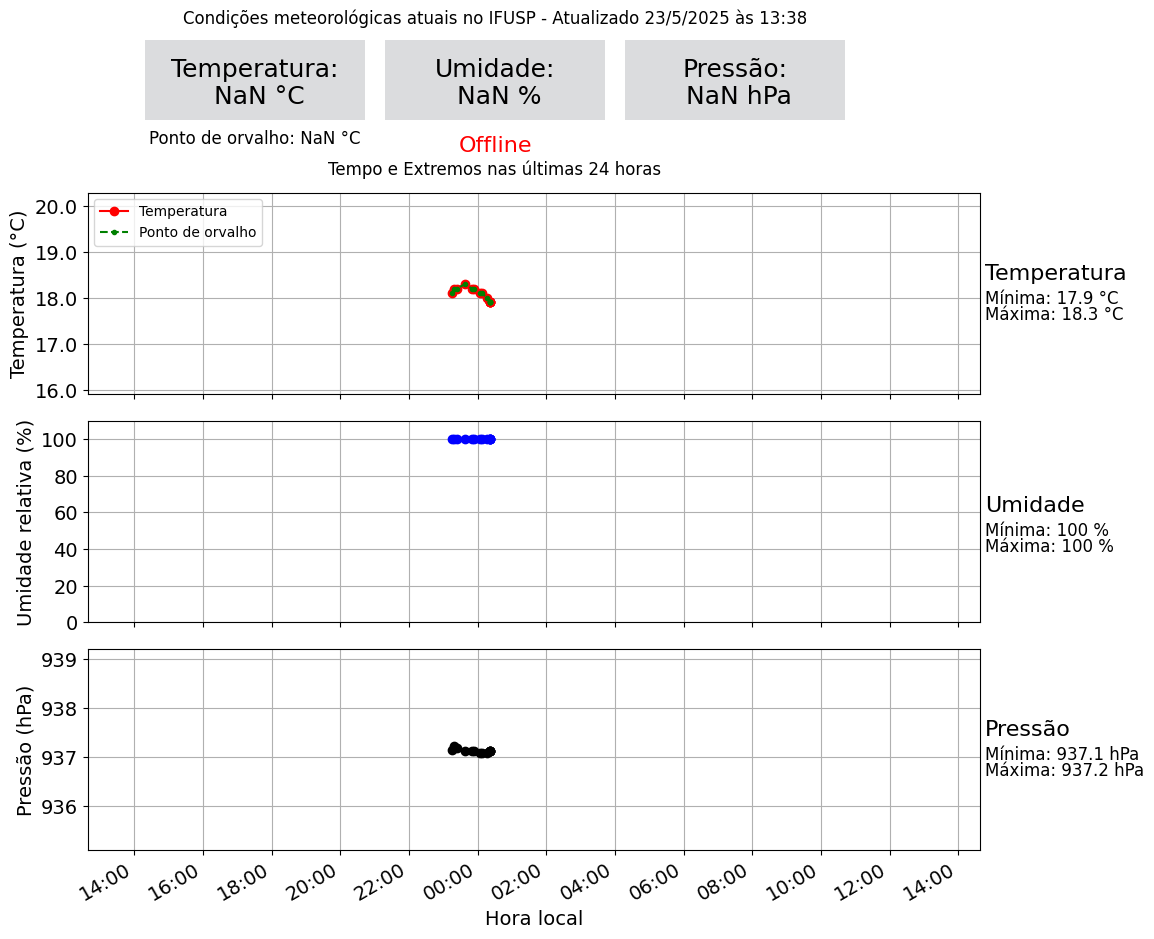 Condições meteorológicas atuais no IFUSP - Atualizado 23/5/2025 às 13:38
Temperatura:
NaN °C
Umidade:
NaN %
Pressão:
NaN hPa
Ponto de orvalho: NaN °C
Offline
Tempo e Extremos nas últimas 24 horas
Temperatura (°C)
20.0
19.0
18.0
17.0
16.0
Temperatura
Ponto de orvalho
Temperatura
Mínima: 17.9 °C
Máxima: 18.3 °C
Umidade relativa (%)
100
80
60
40
20
0
Umidade
Mínima: 100 %
Máxima: 100 %
Pressão (hPa)
939
938
937
936
Pressão
Mínima: 937.1 hPa
Máxima: 937.2 hPa
14:00
16:00
18:00
20:00
22:00
00:00
02:00
04:00
06:00
08:00
10:00
12:00
14:00
Hora local